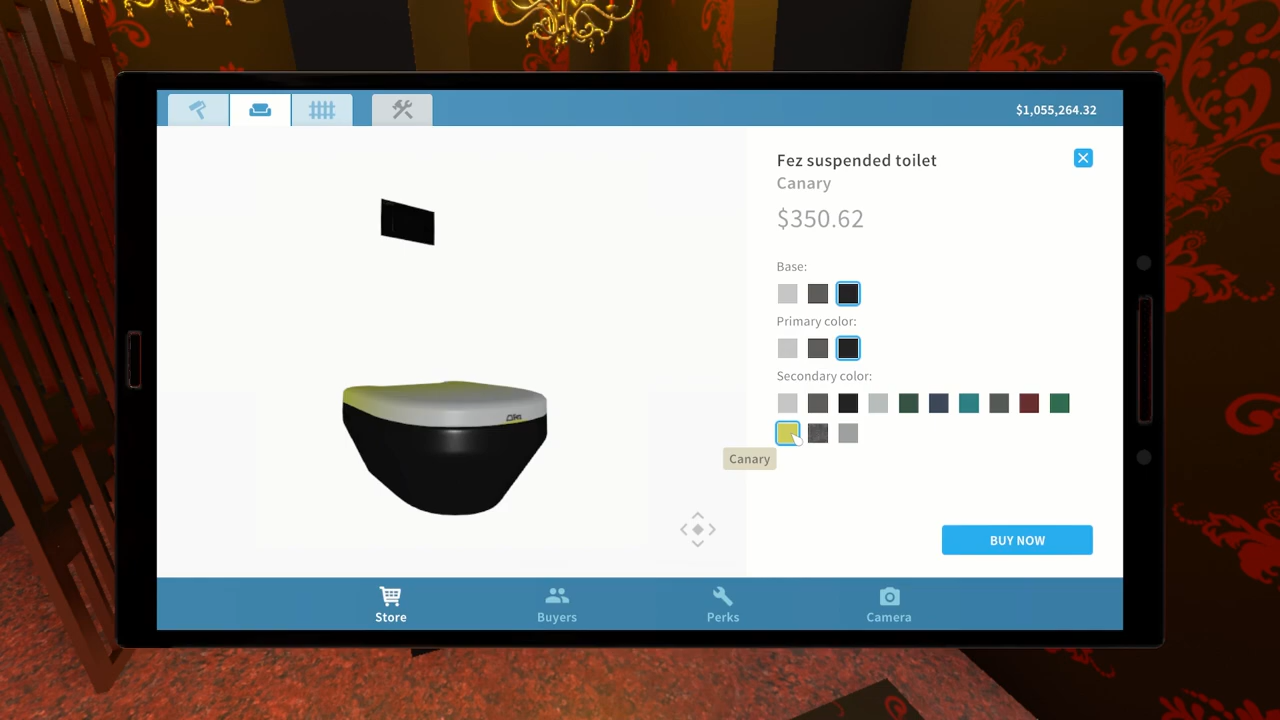 $1,055,264.32
Fez suspended toilet
Canary
$350.62
Base:
Primary color:
Secondary color:
Canary
BUY NOW
Store
Buyers
Perks
Camera